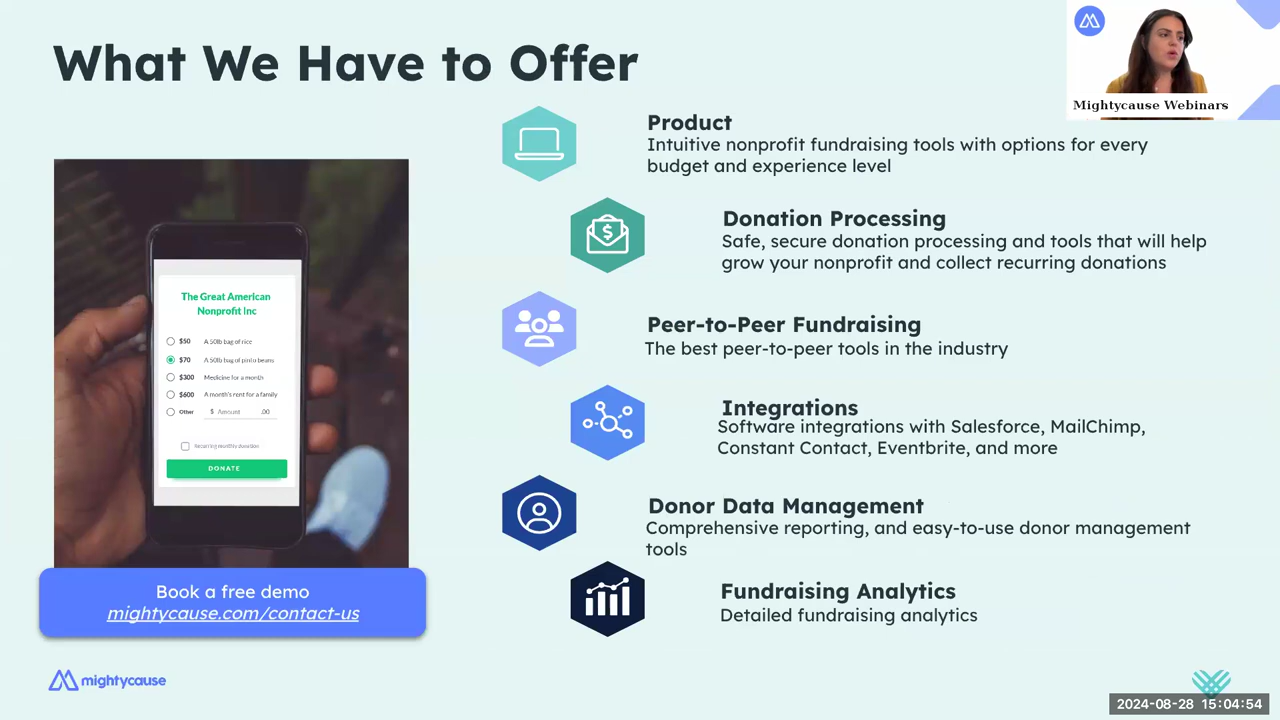 What We Have to Offer
Mightycause Webinars
Product
Intuitive nonprofit fundraising tools with options for every
budget and experience level
Donation Processing
Safe, secure donation processing and tools that will help
grow your nonprofit and collect recurring donations
Peer-to-Peer Fundraising
The best peer-to-peer tools in the industry
Integrations
Software integrations with Salesforce, MailChimp,
Constant Contact, Eventbrite, and more
Donor Data Management
Comprehensive reporting, and easy-to-use donor management
tools
Fundraising Analytics
Detailed fundraising analytics
The Great American
Nonprofit Inc
$50 A 50lb bag of rice
$70 A 50lb bag of pinto beans
$300 Medicine for a month
$600 A month's rent for a family
Other $ Amount .00
Recurring monthly donation
DONATE
Book a free demo
mightycause.com/contact-us
mightycause
2024-08-28 15:04:54